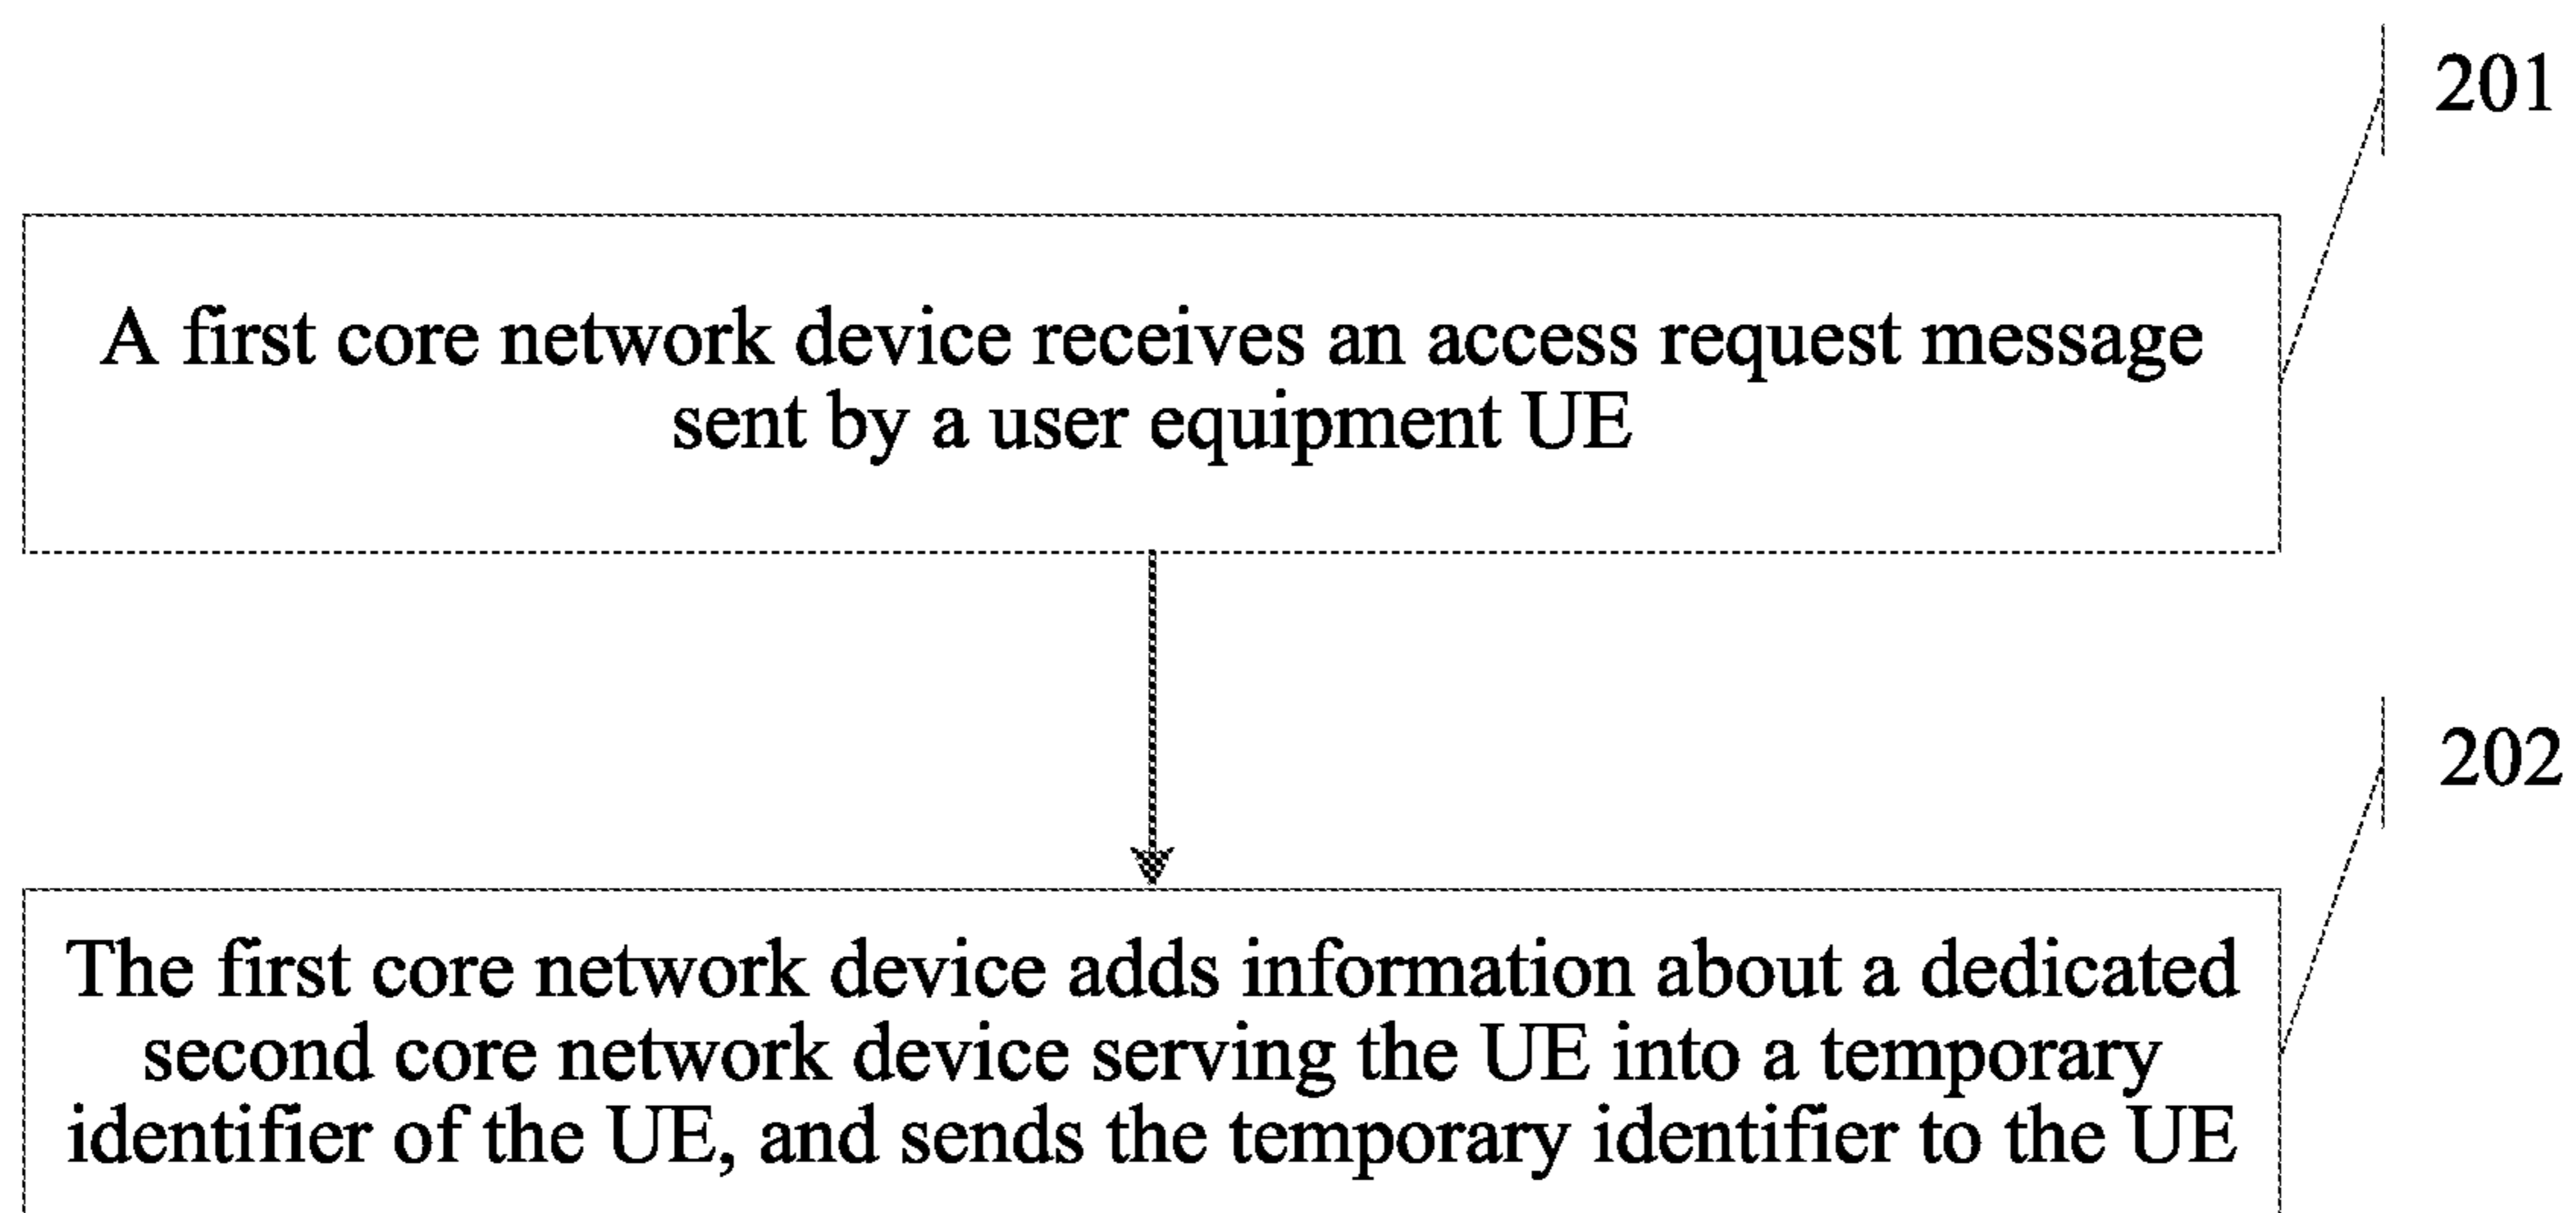 201
A first core network device receives an access request message
sent by a user equipment UE
202
The first core network device adds information about a dedicated
second core network device serving the UE into a temporary
identifier of the UE, and sends the temporary identifier to the UE